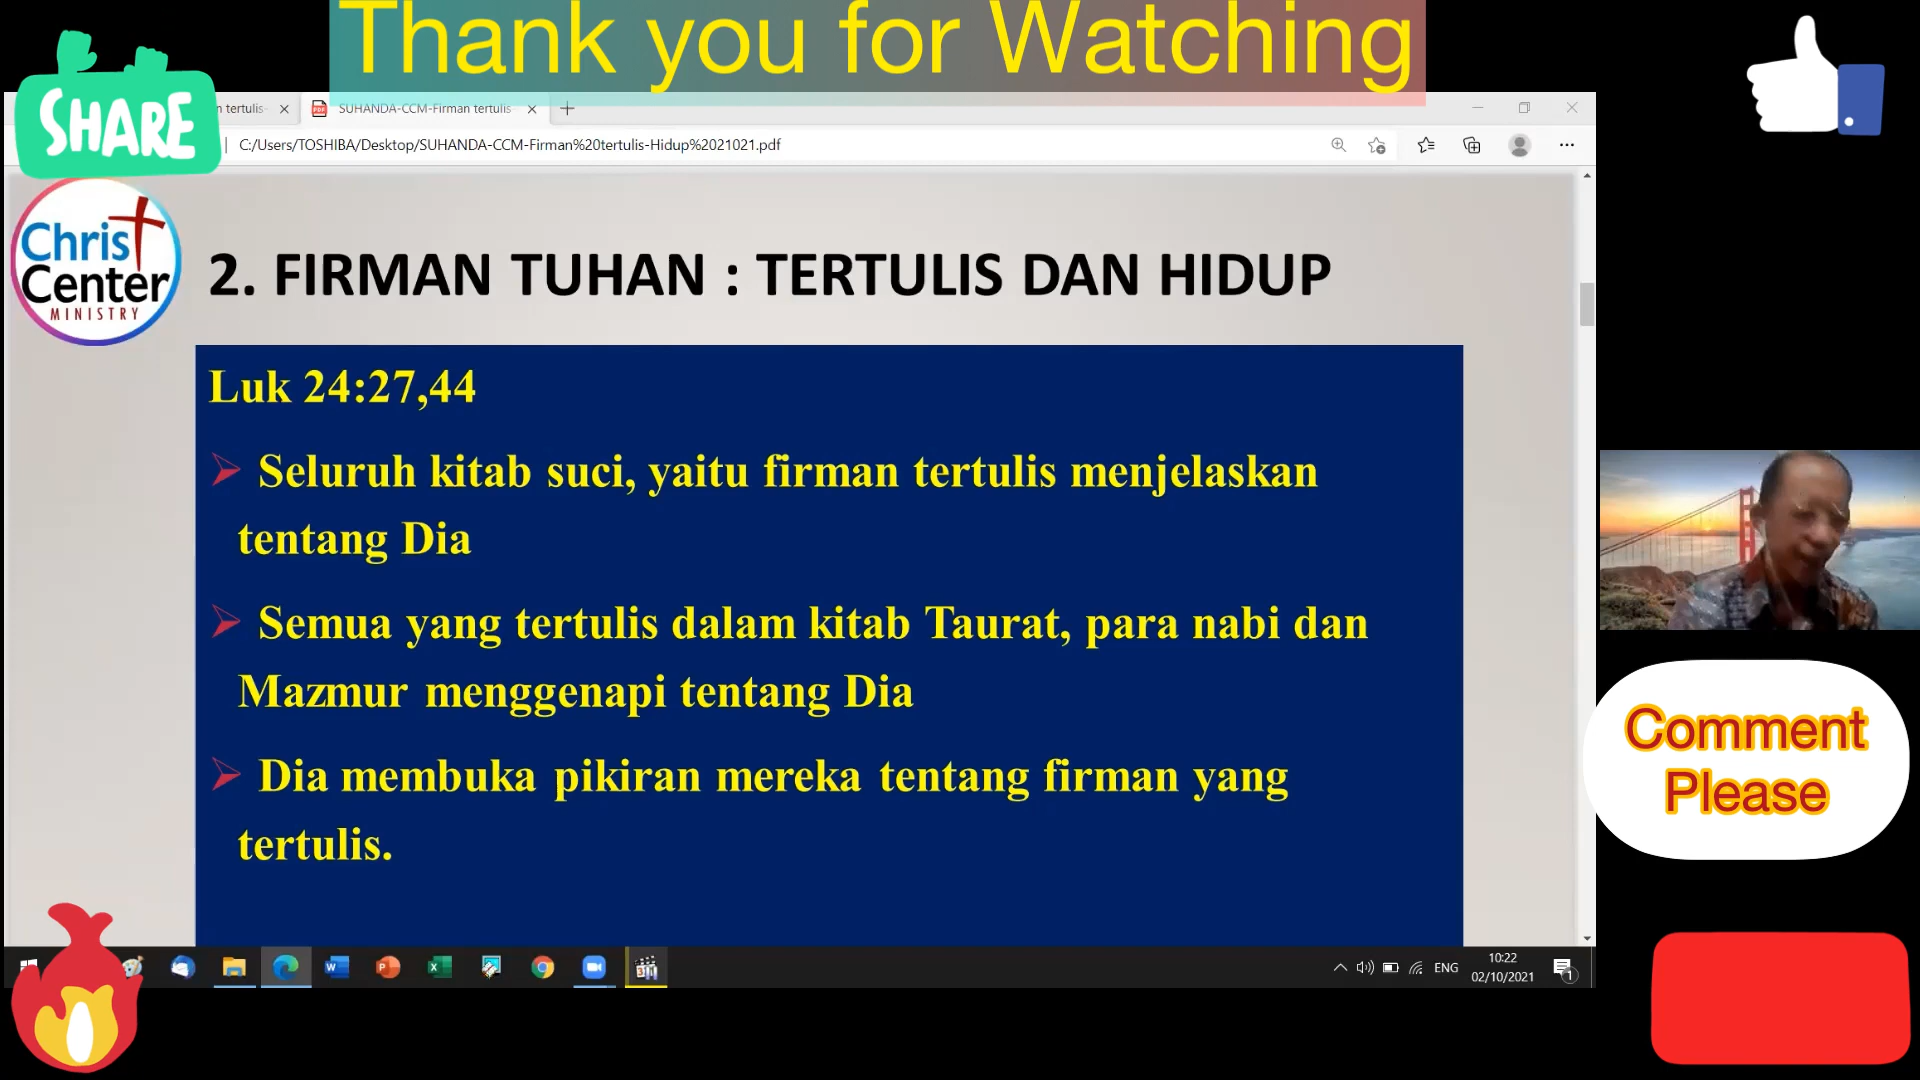 Thank you for Watching
SHARE
n tertulis-
SUHANDA-CCM-Firman tertulis
C:/Users/TOSHIBA/Desktop/SUHANDA-CCM-Firman%20tertulis-Hidup%2021021.pdf
Christ
Center
MINISTRY
2. FIRMAN TUHAN : TERTULIS DAN HIDUP
Luk 24:27,44
Seluruh kitab suci, yaitu firman tertulis menjelaskan
tentang Dia
Semua yang tertulis dalam kitab Taurat, para nabi dan
Mazmur menggenapi tentang Dia
Dia membuka pikiran mereka tentang firman yang
tertulis.
Comment
Please
ENG
10:22
02/10/2021
1